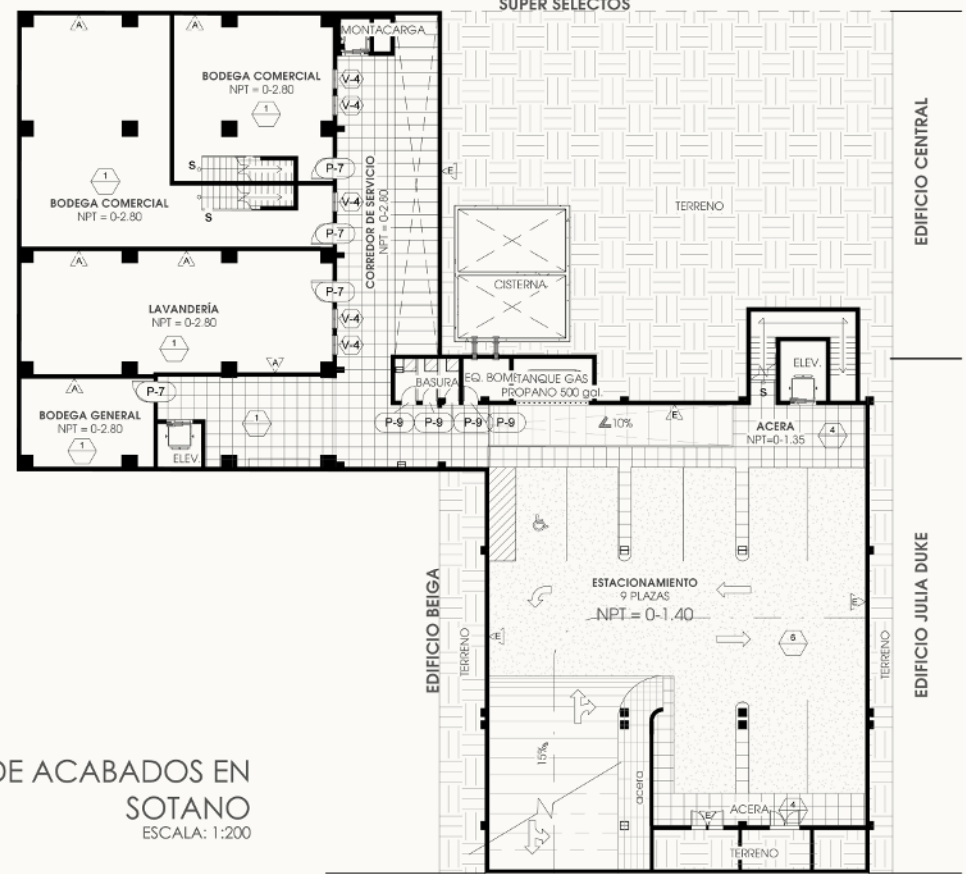 SUPER SELECTOS
A
A
MONTACARGA
BODEGA COMERCIAL
NPT = 0-2.80
1
V-4
V-4
EDIFICIO CENTRAL
S
P-7
E
1
BODEGA COMERCIAL
NPT = 0-2.80
S
V-4
P-7
CORREDOR DE SERVICIO
NPT = 0-2.80
TERRENO
A
A
P-7
CISTERNA
LAVANDERÍA
NPT = 0-2.80
1
V-4
V-4
A
ELEV.
S
A
P-7
BASURA
EQ. BOMB
TANQUE GAS
PROPANO 500 gal.
BODEGA GENERAL
NPT = 0-2.80
1
1
ELEV.
P-9
P-9
P-9
P-9
10%
E
ACERA
NPT=0-1.35
4
ESTACIONAMIENTO
9 PLAZAS
NPT = 0-1.40
E
E
6
EDIFICIO BEIGA
TERRENO
TERRENO
EDIFICIO JULIA DUKE
15%
acera
N
ACERA
4
E
TERRENO
DE ACABADOS EN
SOTANO
ESCALA: 1:200